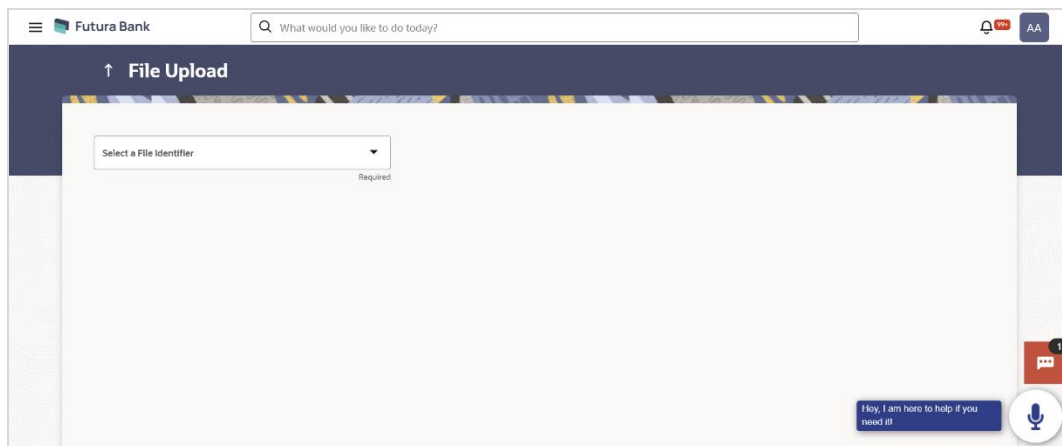 Futura Bank
What would you like to do today?
99+
AA
↑ File Upload
Select a File Identifier
Required
1
Hey, I am here to help if you
need it!